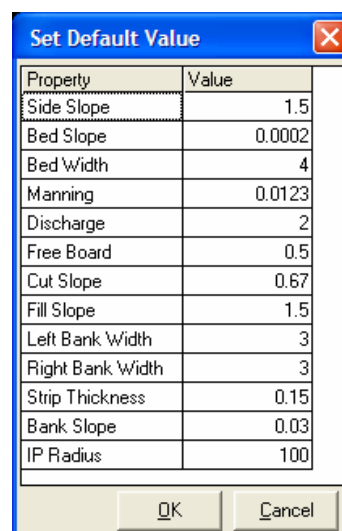 Set Default Value
Property Value
Side Slope 1.5
Bed Slope 0.0002
Bed Width 4
Manning 0.0123
Discharge 2
Free Board 0.5
Cut Slope 0.67
Fill Slope 1.5
Left Bank Width 3
Right Bank Width 3
Strip Thickness 0.15
Bank Slope 0.03
IP Radius 100
OK Cancel